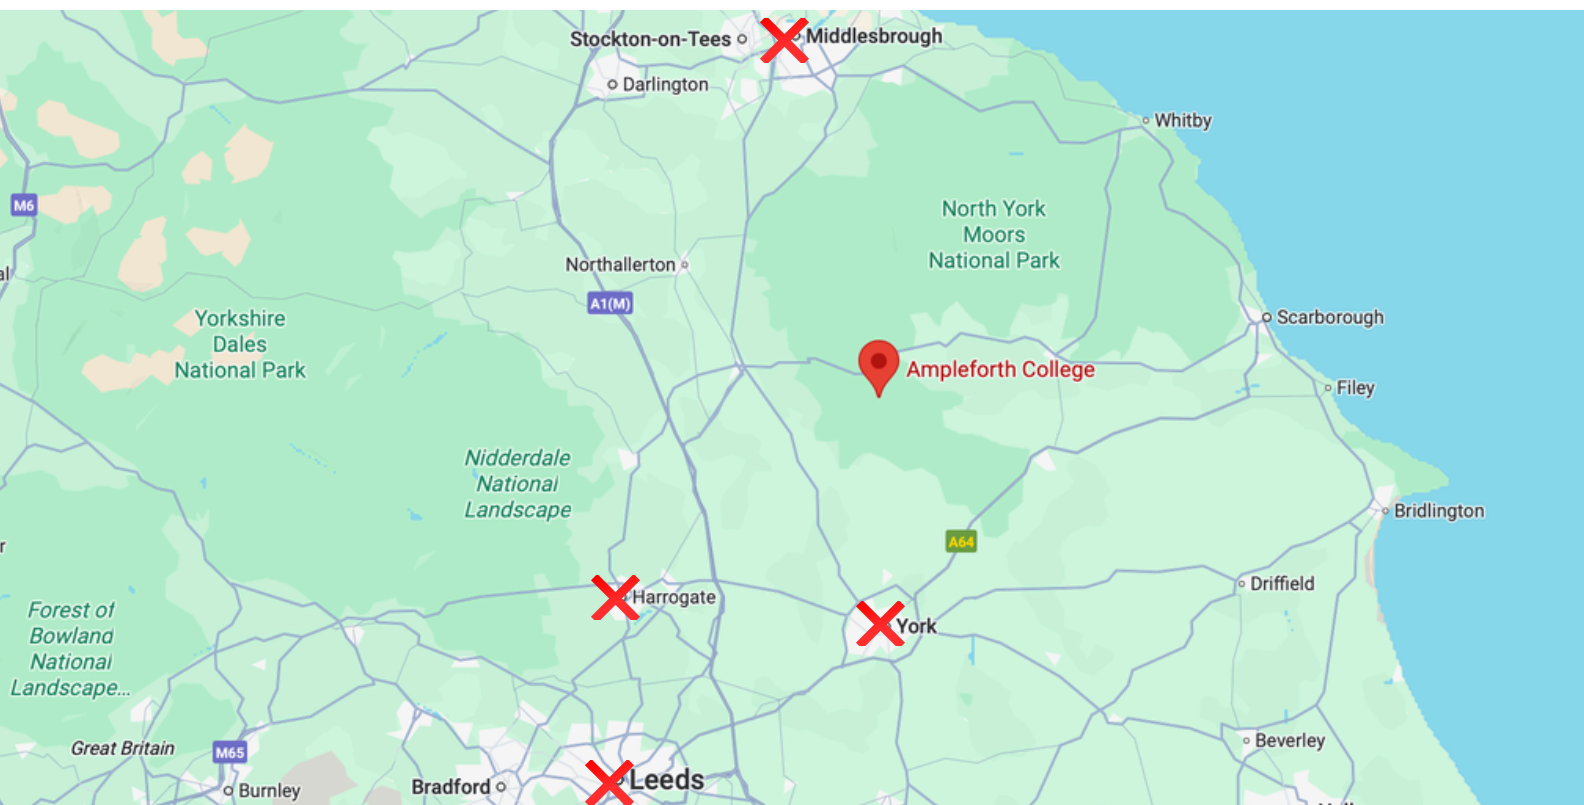 Stockton-on-Tees
Middlesbrough
Darlington
Whitby
M6
North York
Moors
National Park
al
Northallerton
A1(M)
Yorkshire
Dales
National Park
Scarborough
Ampleforth College
Filey
Nidderdale
National
Landscape
Bridlington
A64
r
Harrogate
Driffield
Forest of
Bowland
National
Landscape...
York
Great Britain
M65
Beverley
Burnley
Bradford
Leeds